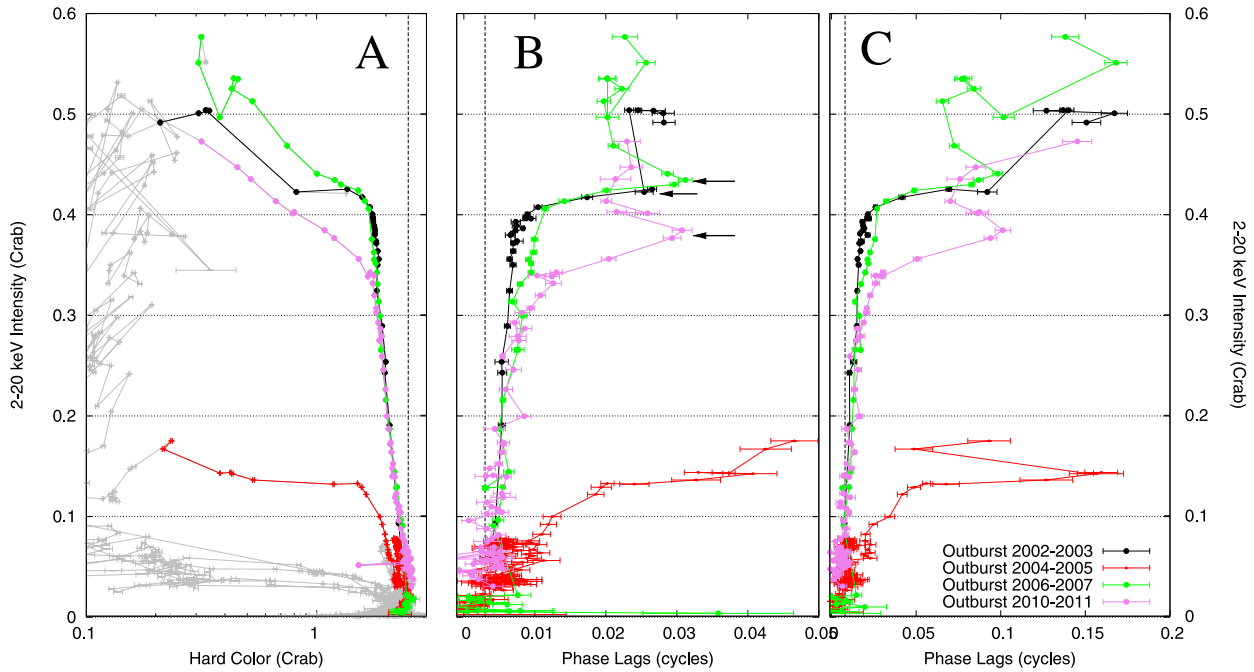 A
B
C
2-20 keV Intensity (Crab)
0.6
0.5
0.4
0.3
0.2
0.1
0
0.1
1
Hard Color (Crab)
0
0.01
0.02
0.03
0.04
0.05
Phase Lags (cycles)
0
0.05
0.1
0.15
0.2
Phase Lags (cycles)
0.6
0.5
0.4
0.3
0.2
0.1
0
2-20 keV Intensity (Crab)
Outburst 2002-2003
Outburst 2004-2005
Outburst 2006-2007
Outburst 2010-2011